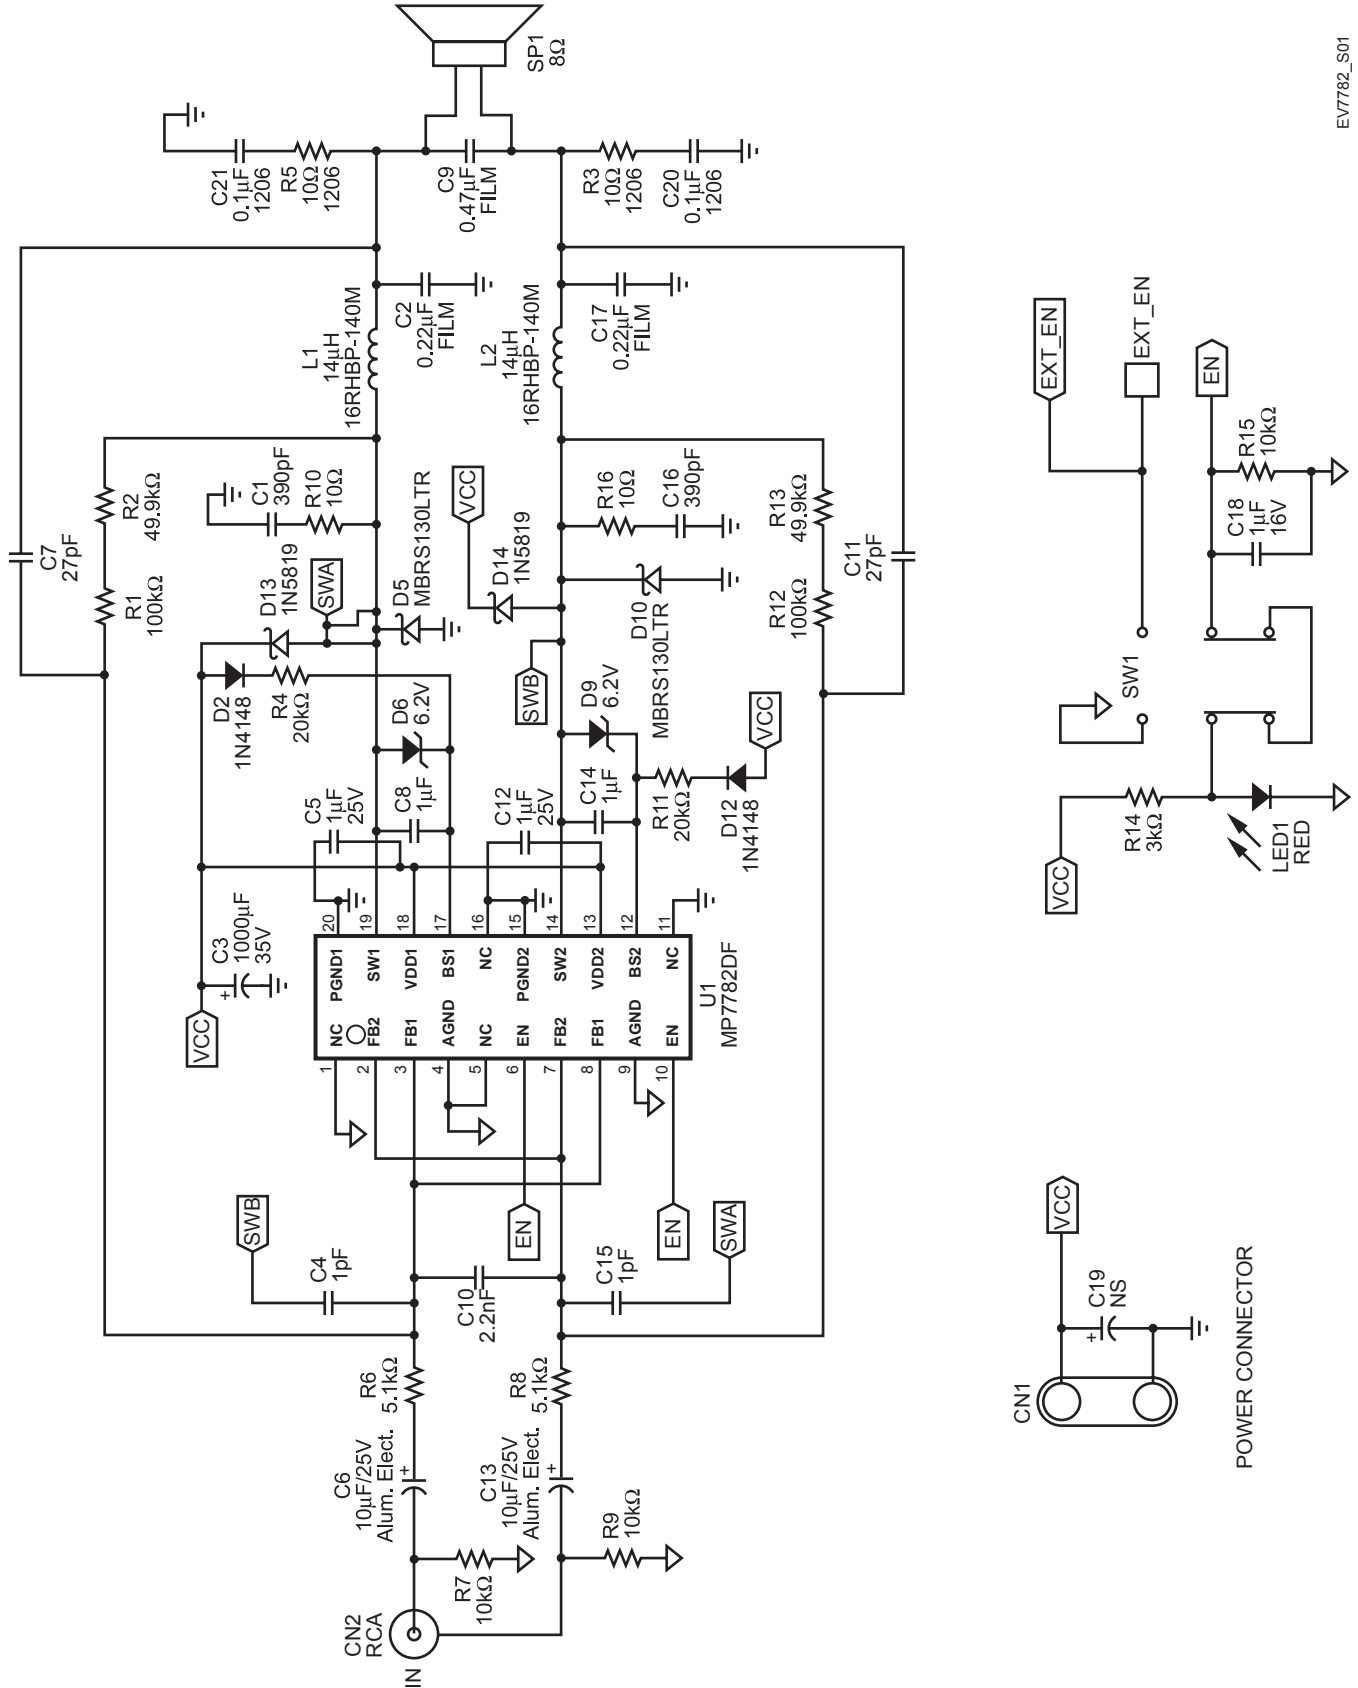 EV7782_S01
SP1
8Ω
C21
0.1µF
1206
R5
10Ω
1206
C9
0.47µF
FILM
R3
10Ω
1206
C20
0.1µF
1206
C7
27pF
R2
49.9kΩ
R1
100kΩ
L1
14µH
16RHBP-140M
C2
0.22µF
FILM
L2
14µH
16RHBP-140M
C17
0.22µF
FILM
C1
390pF
R10
10Ω
D13
1N5819
SWA
D5
MBRS130LTR
VCC
D14
1N5819
R16
10Ω
C16
390pF
R13
49.9kΩ
R12
100kΩ
C11
27pF
D10
MBRS130LTR
D2
1N4148
R4
20kΩ
D6
6.2V
SWB
D9
6.2V
VCC
C5
1µF
25V
C8
1µF
C12
1µF
25V
C14
1µF
R11
20kΩ
D12
1N4148
C3
1000µF
35V
+
VCC
20
19
18
17
16
15
14
13
12
11
PGND1
SW1
VDD1
BS1
NC
PGND2
SW2
VDD2
BS2
NC
NC
FB2
FB1
AGND
NC
EN
FB2
FB1
AGND
EN
U1
MP7782DF
1
2
3
4
5
6
7
8
9
10
SWB
C4
1pF
EN
EN
SWA
C10
2.2nF
C15
1pF
R6
5.1kΩ
R8
5.1kΩ
C6
10µF/25V
Alum. Elect.
+
C13
10µF/25V
Alum. Elect.
+
R7
10kΩ
R9
10kΩ
CN2
RCA
IN
EXT_EN
EXT_EN
EN
R15
10kΩ
C18
1µF
16V
SW1
R14
3kΩ
VCC
LED1
RED
VCC
C19
NS
+
CN1
POWER CONNECTOR